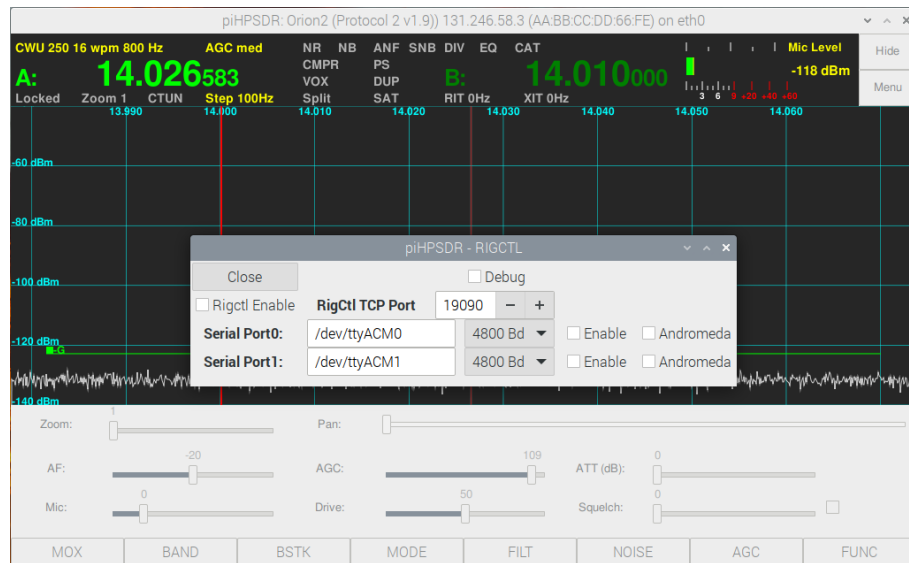 piHPSDR: Orion2 (Protocol 2 v1.9)) 131.246.58.3 (AA:BB:CC:DD:66:FE) on eth0
CWU 250 16 wpm 800 Hz AGC med NR NB ANF SNB DIV EQ CAT Mic Level Hide
CMPR PS
A: 14.026583 VOX DUP B: 14.010000 -118 dBm Menu
Locked Zoom 1 CTUN Step 100Hz Split SAT RIT 0Hz XIT 0Hz 3 6 9 +20 +40 +60
13.990 14.000 14.010 14.020 14.030 14.040 14.050 14.060
-60 dBm
-80 dBm
piHPSDR - RIGCTL
Close Debug
-100 dBm
Rigctl Enable RigCtl TCP Port 19090 − +
Serial Port0: /dev/ttyACM0 4800 Bd Enable Andromeda
-120 dBm
-G
Serial Port1: /dev/ttyACM1 4800 Bd Enable Andromeda
-140 dBm
1
Zoom: Pan:
-20 109 0
AF: AGC: ATT (dB):
0 50 0
Mic: Drive: Squelch:
MOX BAND BSTK MODE FILT NOISE AGC FUNC